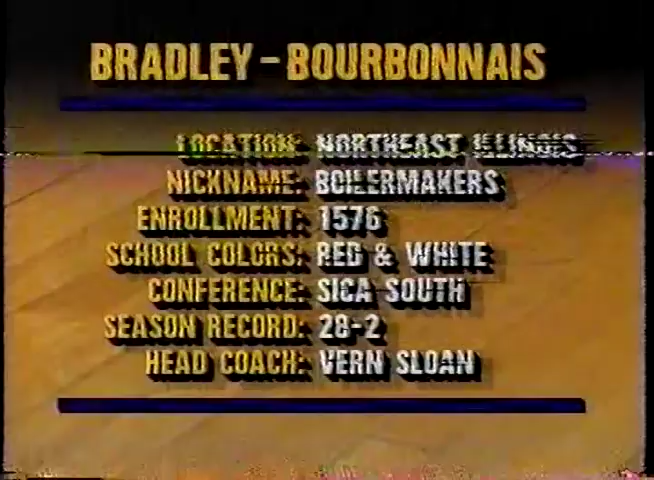 BRADLEY - BOURBONNAIS
LOCATION: NORTHEAST ILLINOIS
NICKNAME: BOILERMAKERS
ENROLLMENT: 1576
SCHOOL COLORS: RED & WHITE
CONFERENCE: SICA SOUTH
SEASON RECORD: 28-2
HEAD COACH: VERN SLOAN